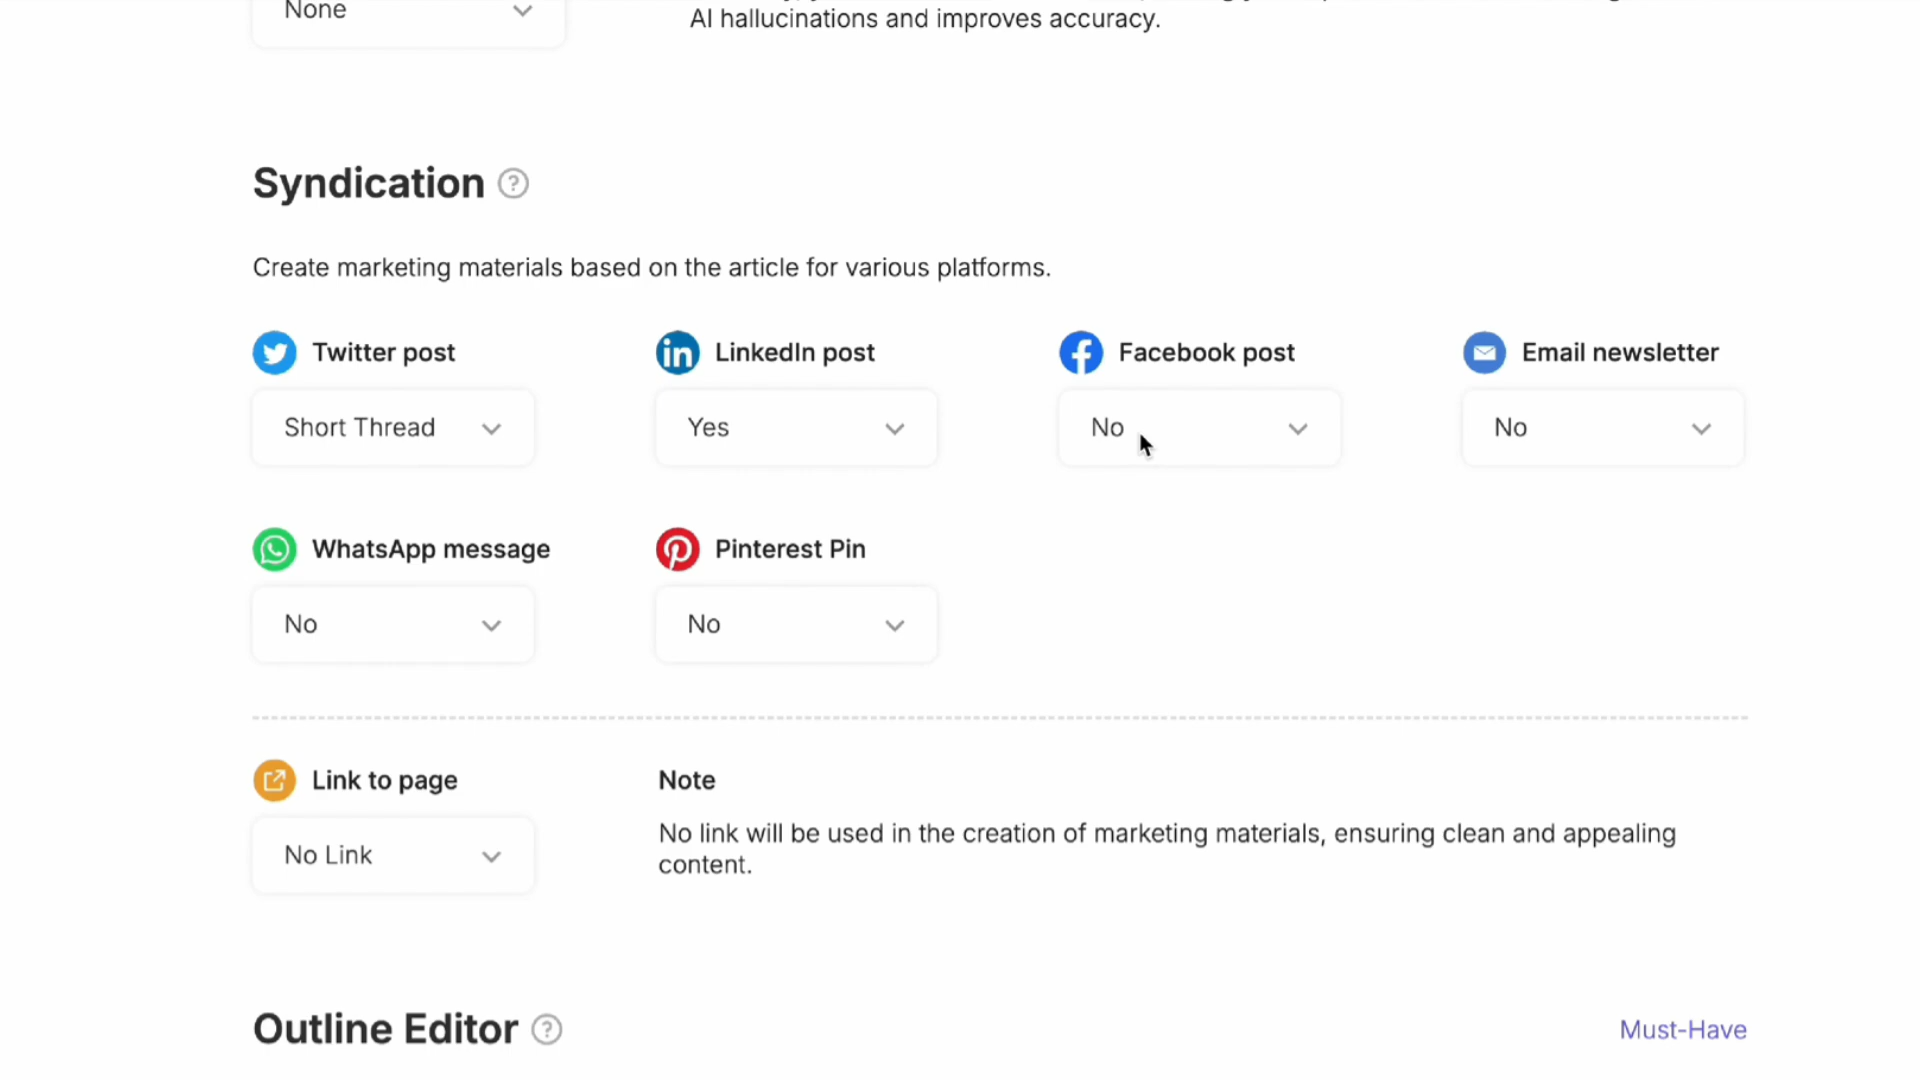 None
AI hallucinations and improves accuracy.
Syndication
Create marketing materials based on the article for various platforms.
Twitter post
LinkedIn post
Facebook post
Email newsletter
Short Thread
Yes
No
No
WhatsApp message
Pinterest Pin
No
No
Link to page
Note
No Link
No link will be used in the creation of marketing materials, ensuring clean and appealing
content.
Outline Editor
Must-Have